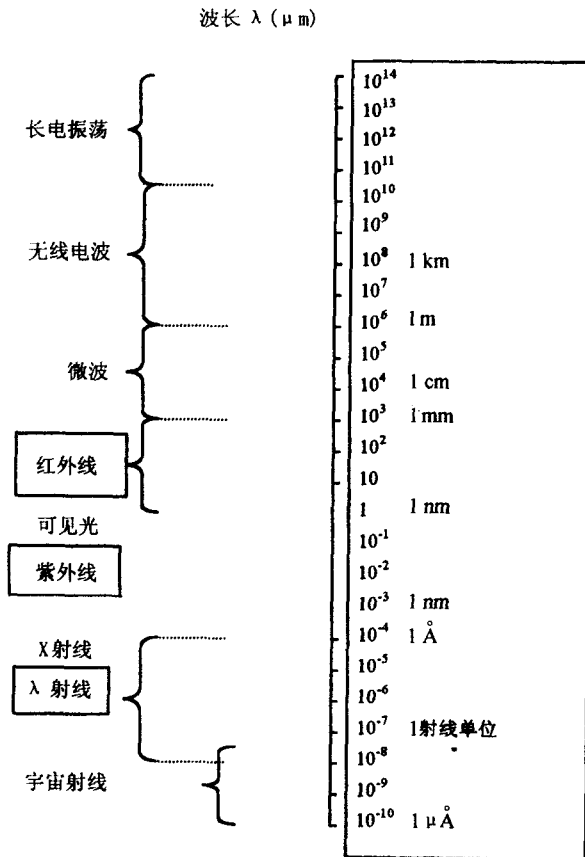 波长 λ (μm)
10¹⁴
10¹³
长电振荡
10¹²
10¹¹
10¹⁰
10⁹
无线电波
10⁸ 1 km
10⁷
10⁶ 1 m
10⁵
微波
10⁴ 1 cm
10³ 1 mm
10²
红外线
10
1 1 nm
可见光
10⁻¹
紫外线
10⁻²
10⁻³ 1 nm
10⁻⁴ 1 Å
X射线
10⁻⁵
λ 射线
10⁻⁶
10⁻⁷ 1射线单位
10⁻⁸
宇宙射线
10⁻⁹
10⁻¹⁰ 1 μÅ